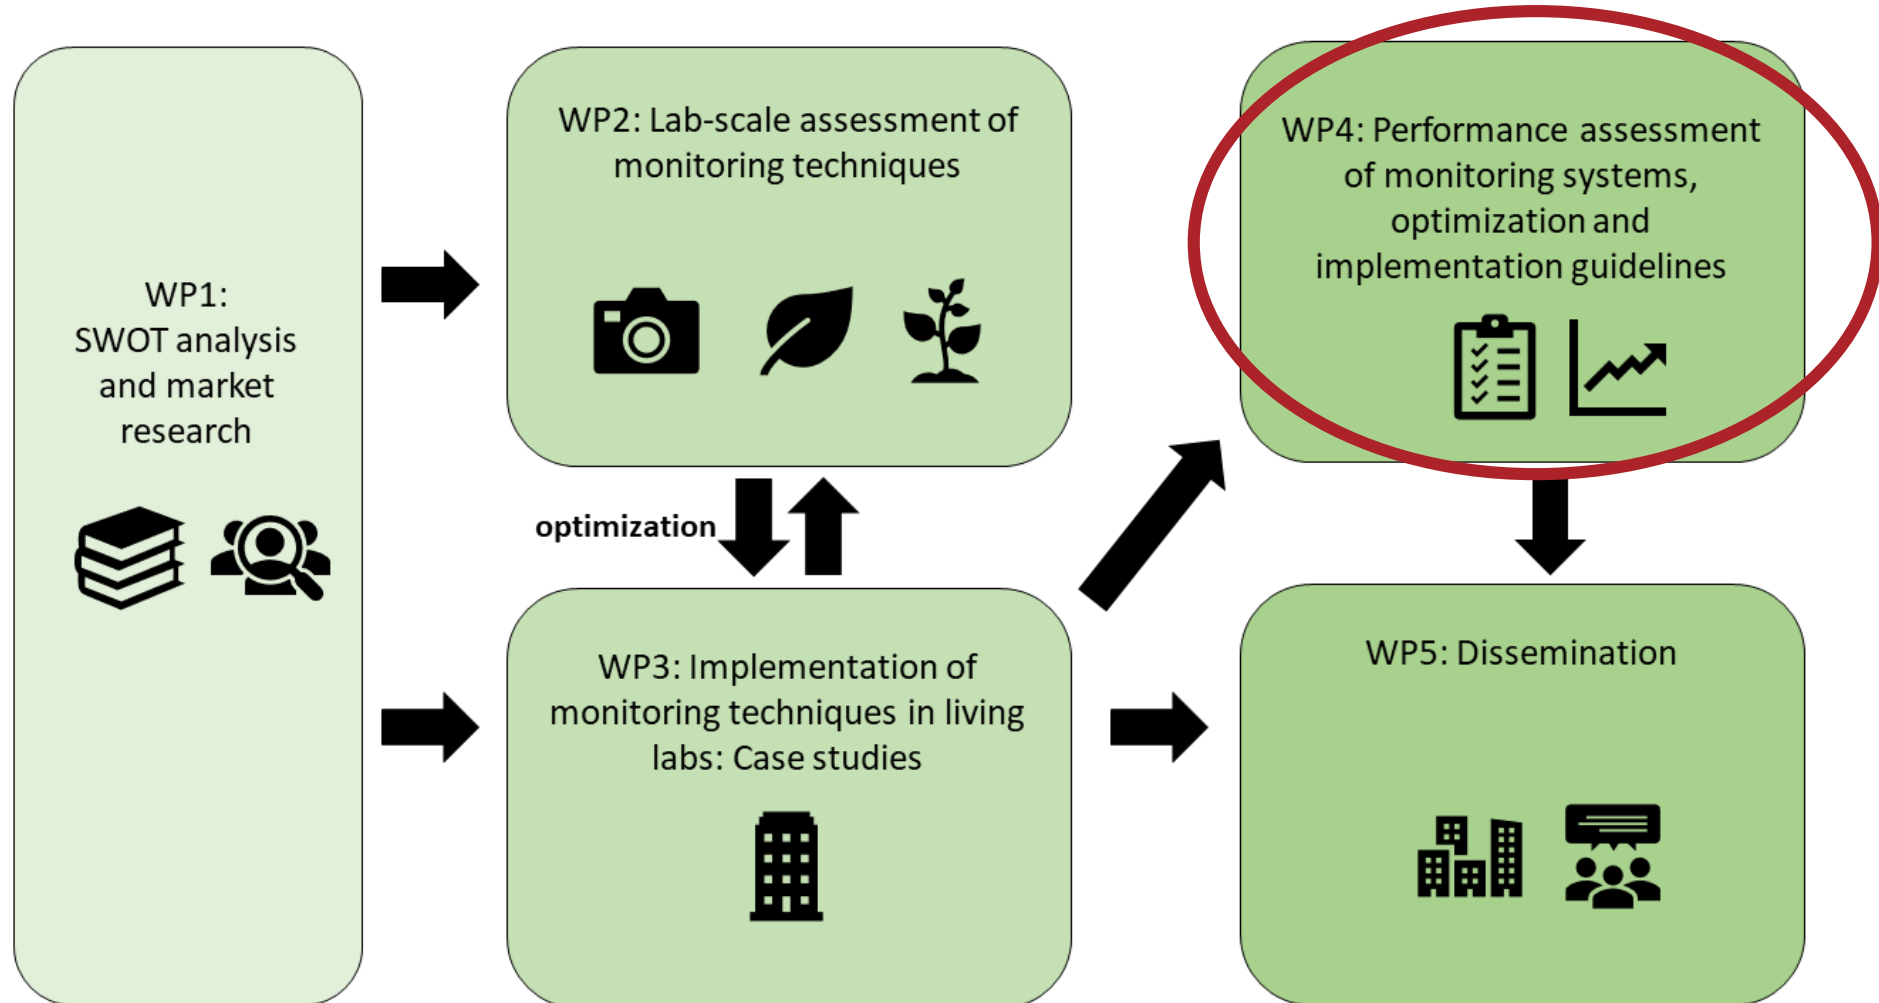 WP1:
SWOT analysis
and market
research
WP2: Lab-scale assessment of
monitoring techniques
optimization
WP3: Implementation of
monitoring techniques in living
labs: Case studies
WP4: Performance assessment
of monitoring systems,
optimization and
implementation guidelines
WP5: Dissemination